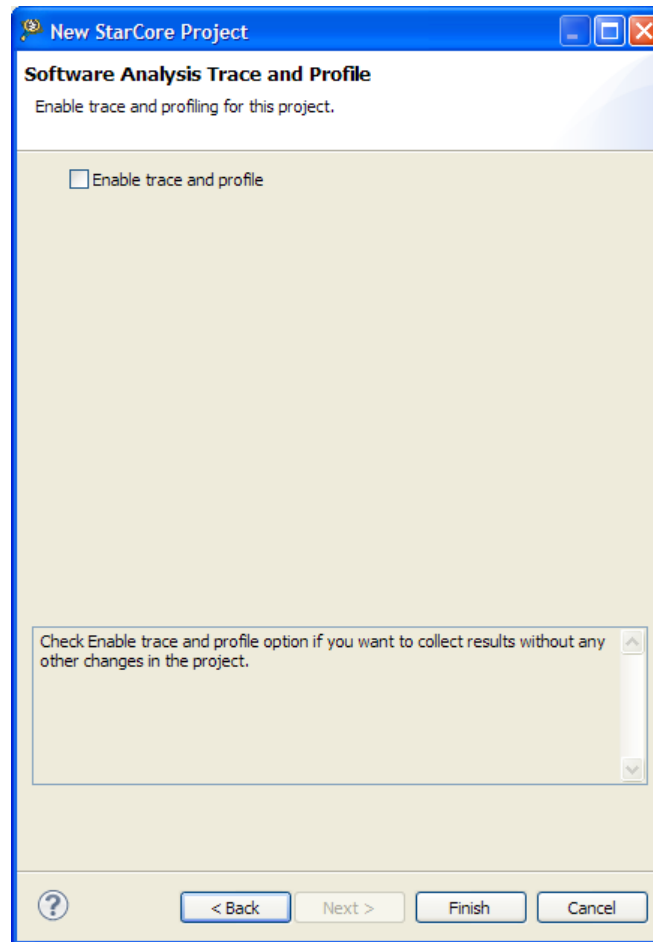 New StarCore Project
Software Analysis Trace and Profile
Enable trace and profiling for this project.
Enable trace and profile
Check Enable trace and profile option if you want to collect results without any
other changes in the project.
?
< Back
Next >
Finish
Cancel